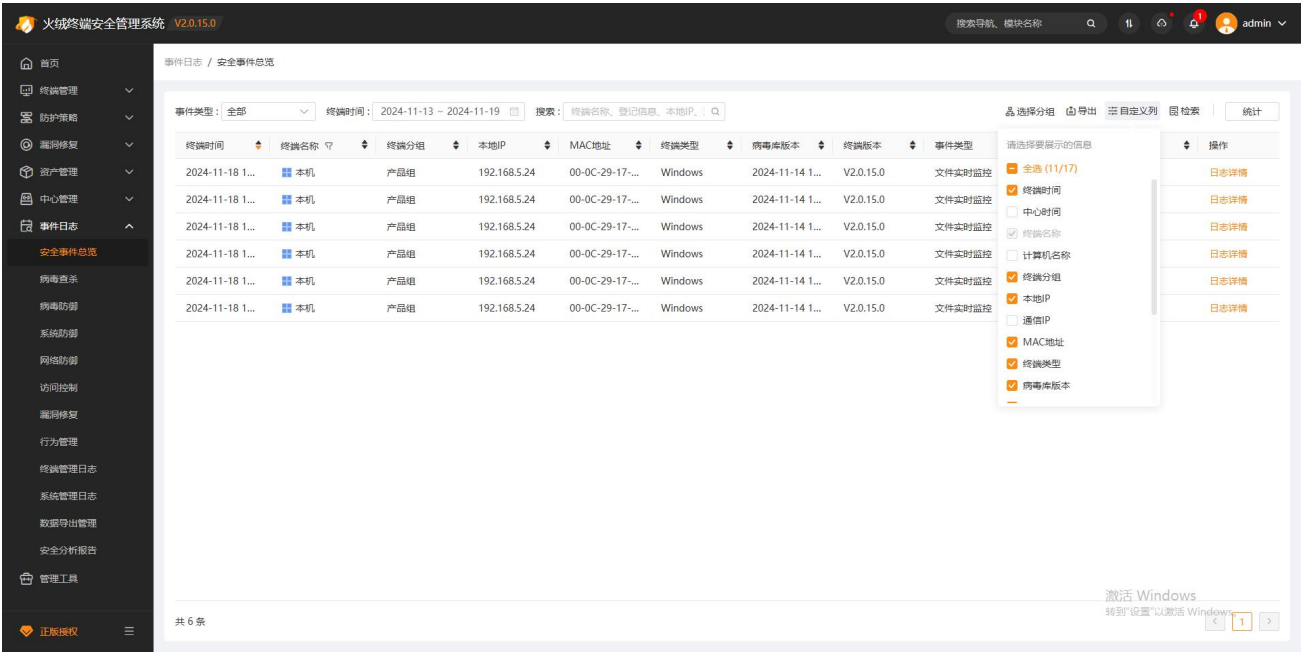 火绒终端安全管理系统 V2.0.15.0
搜索导航、模块名称
1
admin
首页
终端管理
防护策略
漏洞修复
资产管理
中心管理
事件日志
安全事件总览
病毒查杀
病毒防御
系统防御
网络防御
访问控制
漏洞修复
行为管理
终端管理日志
系统管理日志
数据导出管理
安全分析报告
管理工具
正版授权
事件日志 / 安全事件总览
事件类型： 全部 终端时间： 2024-11-13 ~ 2024-11-19 搜索： 终端名称、登记信息、本地IP、 选择分组 导出 自定义列 检索 统计
终端时间 终端名称 终端分组 本地IP MAC地址 终端类型 病毒库版本 终端版本 事件类型 操作
2024-11-18 1... 本机 产品组 192.168.5.24 00-0C-29-17-... Windows 2024-11-14 1... V2.0.15.0 文件实时监控 日志详情
2024-11-18 1... 本机 产品组 192.168.5.24 00-0C-29-17-... Windows 2024-11-14 1... V2.0.15.0 文件实时监控 日志详情
2024-11-18 1... 本机 产品组 192.168.5.24 00-0C-29-17-... Windows 2024-11-14 1... V2.0.15.0 文件实时监控 日志详情
2024-11-18 1... 本机 产品组 192.168.5.24 00-0C-29-17-... Windows 2024-11-14 1... V2.0.15.0 文件实时监控 日志详情
2024-11-18 1... 本机 产品组 192.168.5.24 00-0C-29-17-... Windows 2024-11-14 1... V2.0.15.0 文件实时监控 日志详情
2024-11-18 1... 本机 产品组 192.168.5.24 00-0C-29-17-... Windows 2024-11-14 1... V2.0.15.0 文件实时监控 日志详情
请选择要展示的信息
全选 (11/17)
终端时间
中心时间
终端名称
计算机名称
终端分组
本地IP
通信IP
MAC地址
终端类型
病毒库版本
共 6 条
激活 Windows
转到"设置"以激活 Windows。
1